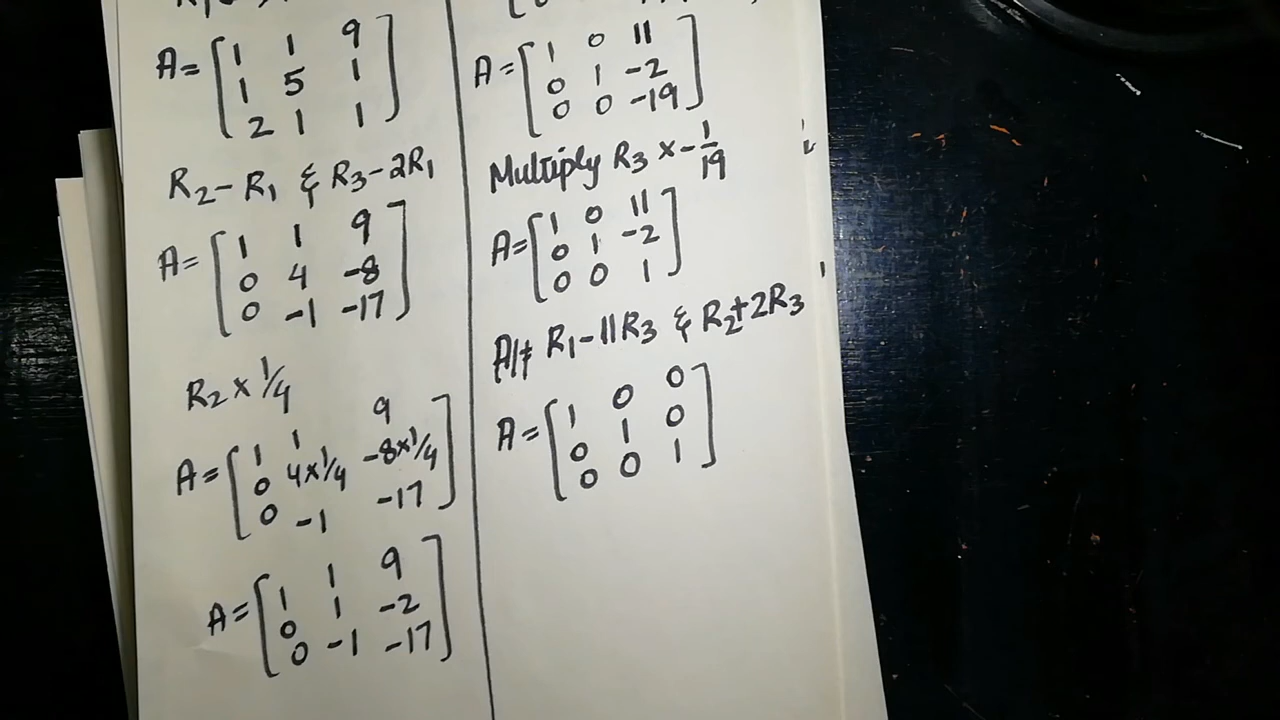 A = [ 1 1 9
1 5 1
2 1 1 ]
R2 - R1 & R3 - 2R1
A = [ 1 1 9
0 4 -8
0 -1 -17 ]
R2 × 1/4
A = [ 1 1 9
0 4×1/4 -8×1/4
0 -1 -17 ]
A = [ 1 1 9
0 1 -2
0 -1 -17 ]
A = [ 1 0 11
0 1 -2
0 0 -19 ]
Multiply R3 × -1/19
A = [ 1 0 11
0 1 -2
0 0 1 ]
R1 - 11R3 & R2 + 2R3
A = [ 1 0 0
0 1 0
0 0 1 ]